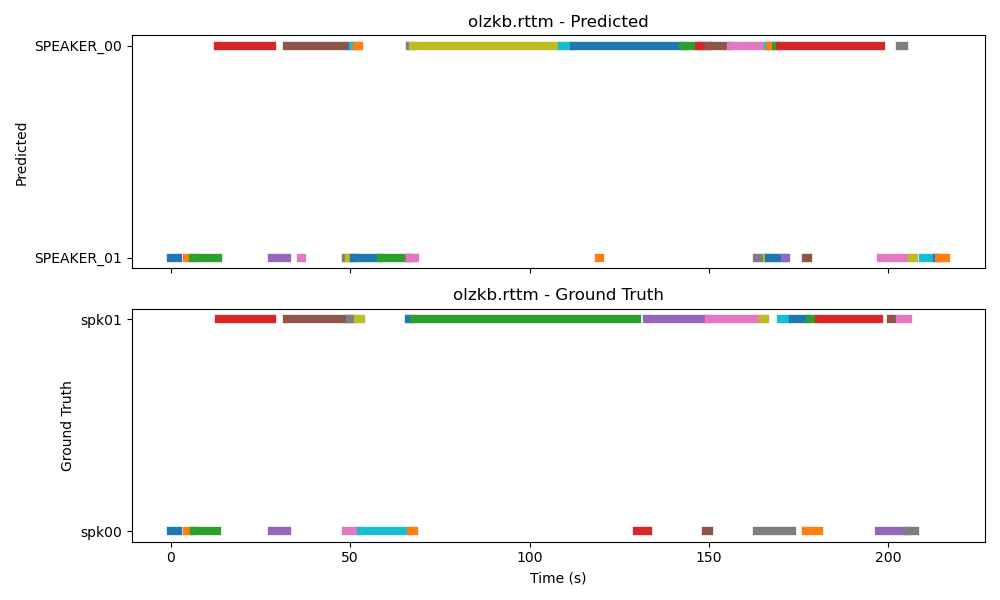 olzkb.rttm - Predicted
SPEAKER_00
Predicted
SPEAKER_01
olzkb.rttm - Ground Truth
spk01
Ground Truth
spk00
0 50 100 150 200
Time (s)